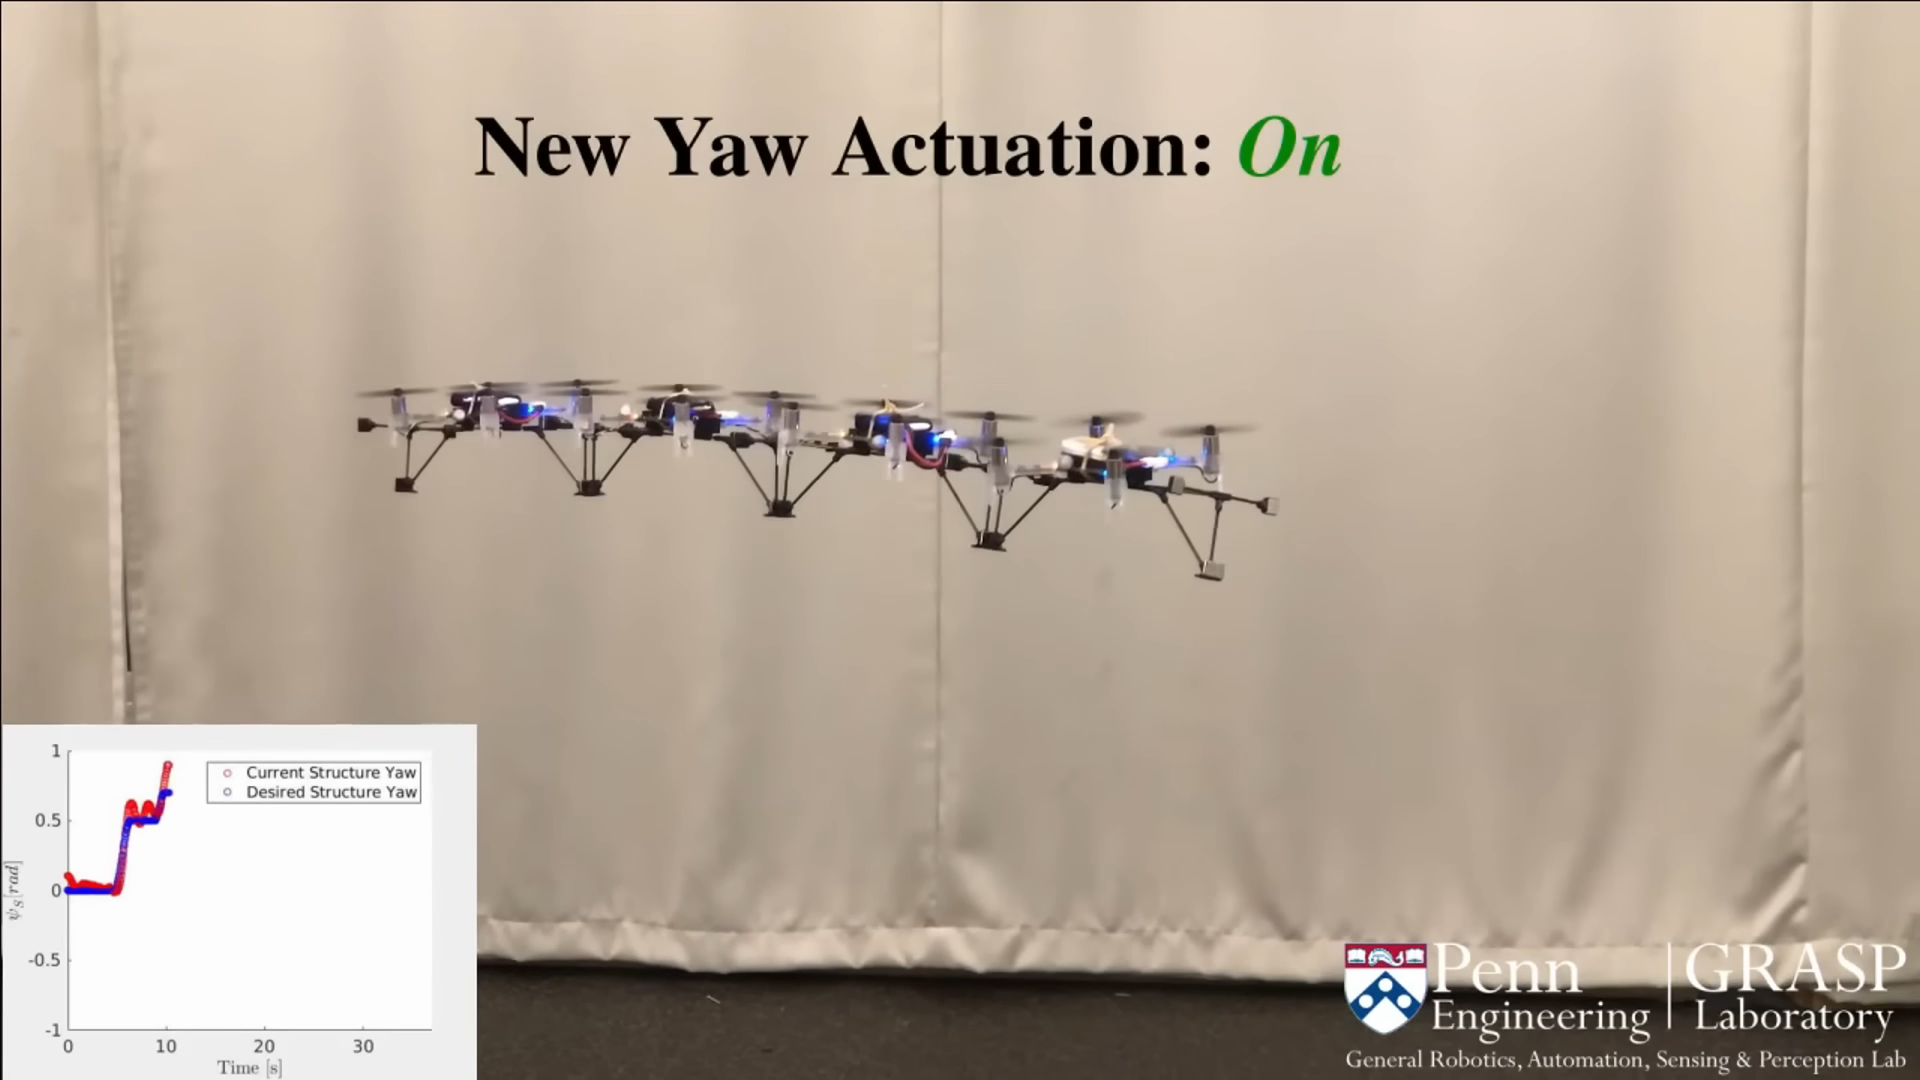 New Yaw Actuation: On
1
0.5
0
-0.5
-1
ψS[rad]
Current Structure Yaw
Desired Structure Yaw
0 10 20 30
Time [s]
Penn
Engineering
GRASP
Laboratory
General Robotics, Automation, Sensing & Perception Lab